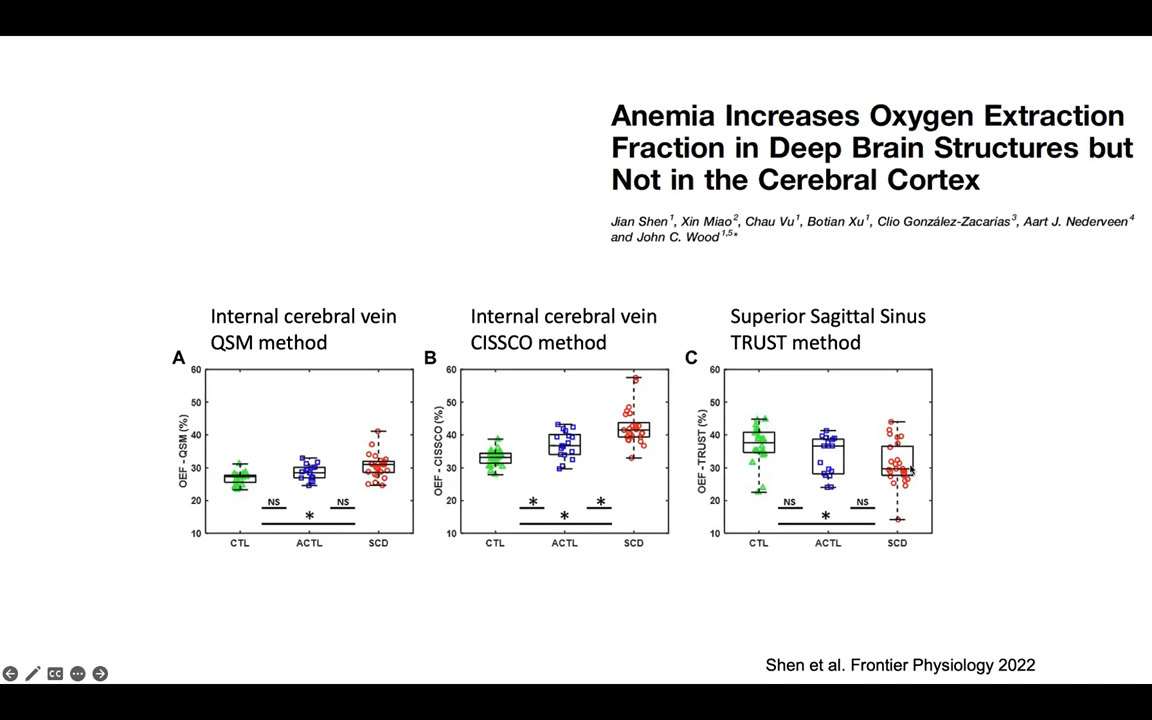 Anemia Increases Oxygen Extraction
Fraction in Deep Brain Structures but
Not in the Cerebral Cortex
Jian Shen1, Xin Miao2, Chau Vu1, Botian Xu1, Clio González-Zacarías3, Aart J. Nederveen4
and John C. Wood1,5*
Internal cerebral vein
QSM method
A
OEF - QSM (%)
60
50
40
30
20
10
NS
NS
*
CTL
ACTL
SCD
Internal cerebral vein
CISSCO method
B
OEF - CISSCO (%)
60
50
40
30
20
10
*
*
*
CTL
ACTL
SCD
Superior Sagittal Sinus
TRUST method
C
OEF - TRUST (%)
60
50
40
30
20
10
NS
NS
*
CTL
ACTL
SCD
Shen et al. Frontier Physiology 2022
CC